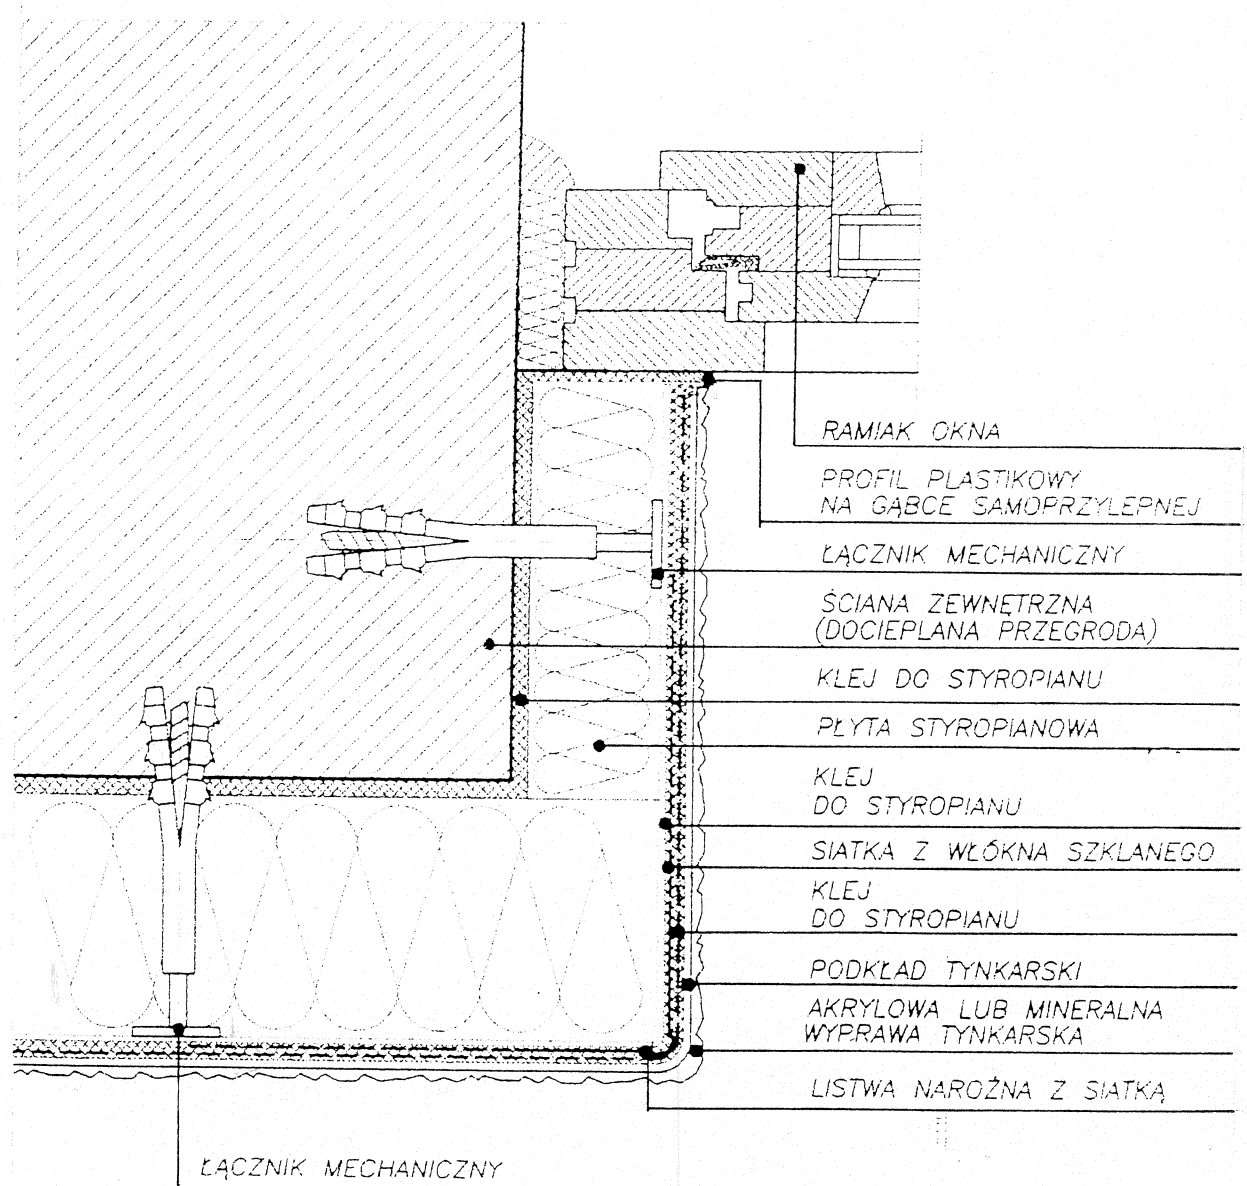 RAMIAK OKNA
PROFIL PLASTIKOWY
NA GĄBCE SAMOPRZYLEPNEJ
ŁĄCZNIK MECHANICZNY
ŚCIANA ZEWNĘTRZNA
(DOCIEPLANA PRZEGRODA)
KLEJ DO STYROPIANU
PŁYTA STYROPIANOWA
KLEJ
DO STYROPIANU
SIATKA Z WŁÓKNA SZKLANEGO
KLEJ
DO STYROPIANU
PODKŁAD TYNKARSKI
AKRYLOWA LUB MINERALNA
WYPRAWA TYNKARSKA
LISTWA NAROŻNA Z SIATKĄ
ŁĄCZNIK MECHANICZNY